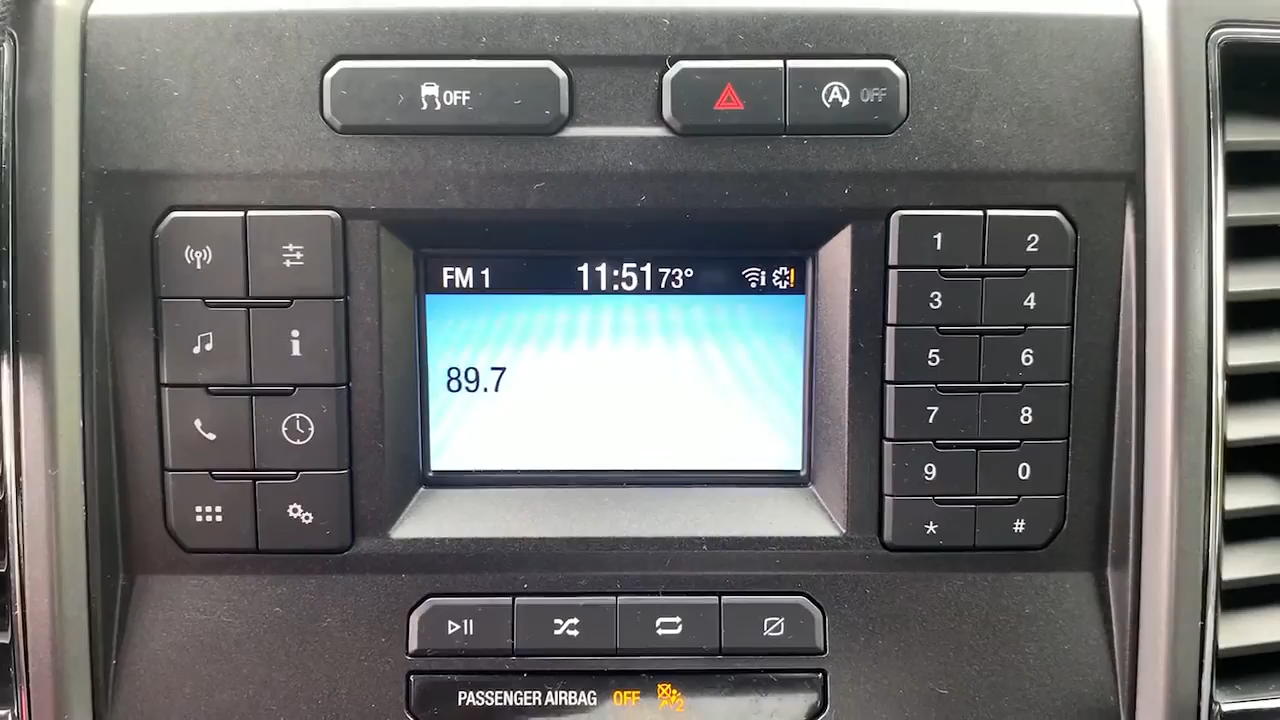 OFF
A OFF
FM 1 11:51 73°
i !
89.7
i
1 2
3 4
5 6
7 8
9 0
* #
PASSENGER AIRBAG OFF 2